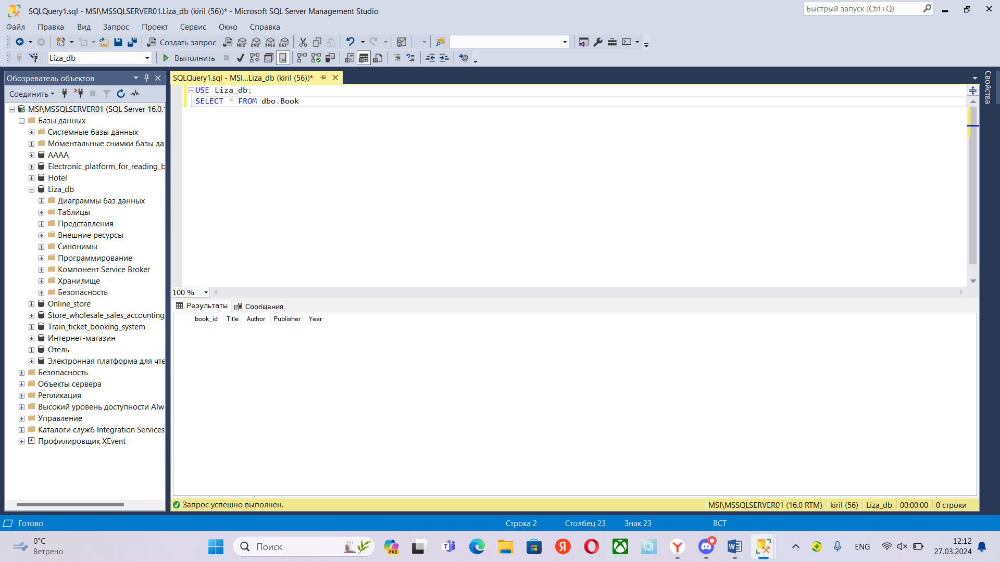 SQLQuery1.sql - MSI\MSSQLSERVER01.Liza_db (kiril (56))* - Microsoft SQL Server Management Studio
Быстрый запуск (Ctrl+Q)
Файл Правка Вид Запрос Проект Сервис Окно Справка
Создать запрос MDX DMX XMLA DAX
Liza_db Выполнить
Обозреватель объектов
SQLQuery1.sql - MSI...Liza_db (kiril (56))*
Свойства
Соединить
USE Liza_db;
SELECT * FROM dbo.Book
MSI\MSSQLSERVER01 (SQL Server 16.0.
Базы данных
Системные базы данных
Моментальные снимки базы да
AAAA
Electronic_platform_for_reading_b
Hotel
Liza_db
Диаграммы баз данных
Таблицы
Представления
Внешние ресурсы
Синонимы
Программирование
Компонент Service Broker
Хранилище
Безопасность
Online_store
Store_wholesale_sales_accounting
Train_ticket_booking_system
Интернет-магазин
Отель
Электронная платформа для чте
Безопасность
Объекты сервера
Репликация
Высокий уровень доступности Alw
Управление
Каталоги служб Integration Services
Профилировщик XEvent
100 %
Результаты Сообщения
book_id Title Author Publisher Year
Запрос успешно выполнен.
MSI\MSSQLSERVER01 (16.0 RTM) kiril (56) Liza_db 00:00:00 0 строки
Готово Строка 2 Столбец 23 Знак 23 ВСТ
0°C
Ветрено
Поиск
PRE
ENG
12:12
27.03.2024